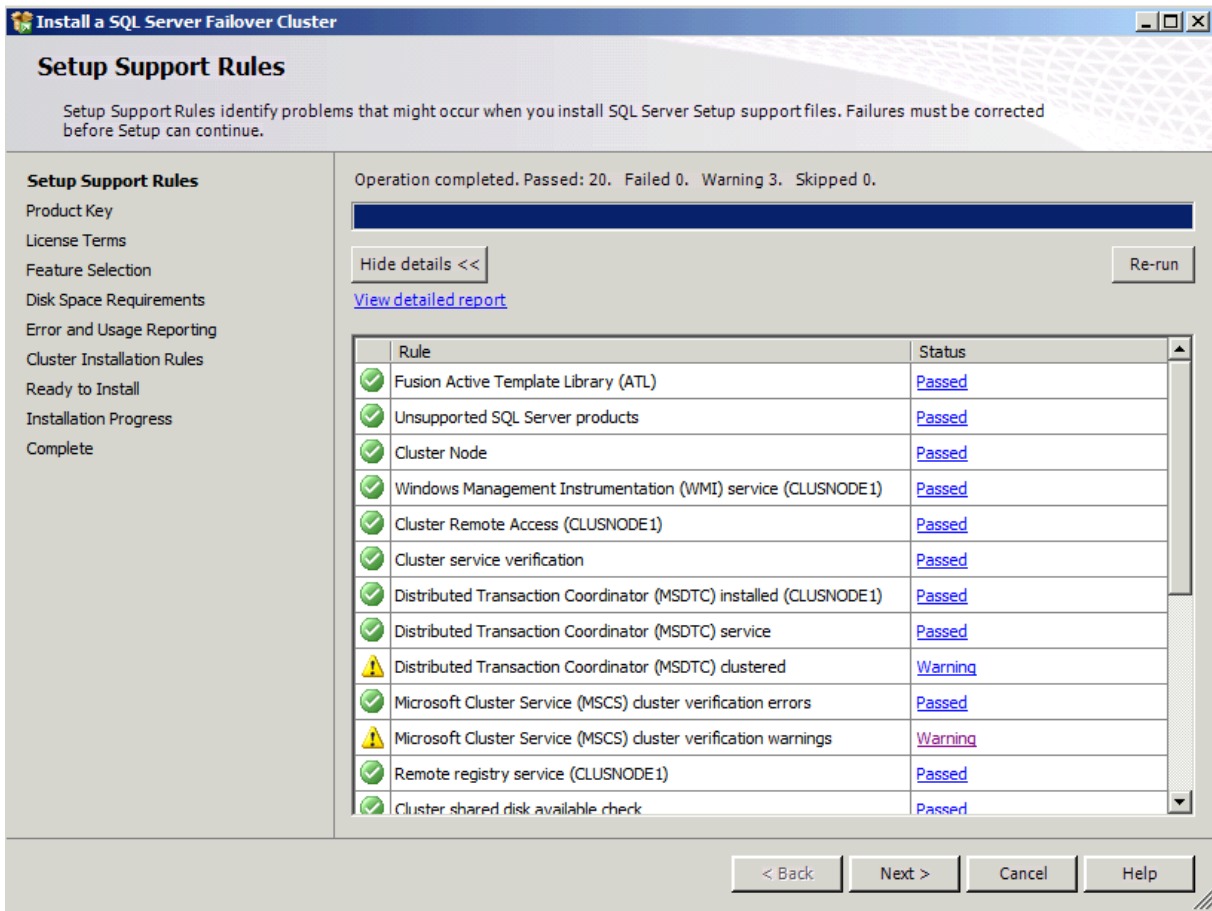 Install a SQL Server Failover Cluster
Setup Support Rules
Setup Support Rules identify problems that might occur when you install SQL Server Setup support files. Failures must be corrected
before Setup can continue.
Setup Support Rules
Product Key
License Terms
Feature Selection
Disk Space Requirements
Error and Usage Reporting
Cluster Installation Rules
Ready to Install
Installation Progress
Complete
Operation completed. Passed: 20. Failed 0. Warning 3. Skipped 0.
Hide details <<
Re-run
View detailed report
Rule Status
Fusion Active Template Library (ATL) Passed
Unsupported SQL Server products Passed
Cluster Node Passed
Windows Management Instrumentation (WMI) service (CLUSNODE1) Passed
Cluster Remote Access (CLUSNODE1) Passed
Cluster service verification Passed
Distributed Transaction Coordinator (MSDTC) installed (CLUSNODE1) Passed
Distributed Transaction Coordinator (MSDTC) service Passed
Distributed Transaction Coordinator (MSDTC) clustered Warning
Microsoft Cluster Service (MSCS) cluster verification errors Passed
Microsoft Cluster Service (MSCS) cluster verification warnings Warning
Remote registry service (CLUSNODE1) Passed
Cluster shared disk available check Passed
< Back Next > Cancel Help